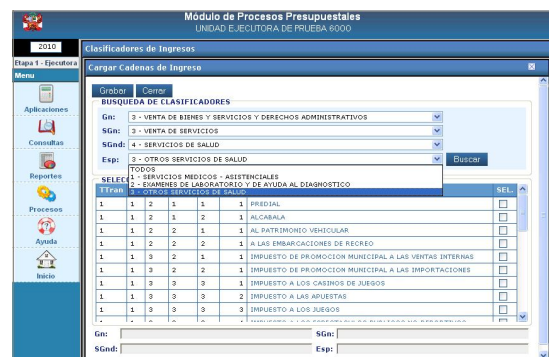 Módulo de Procesos Presupuestales
UNIDAD EJECUTORA DE PRUEBA 6000
2010
Clasificadores de Ingresos
Etapa 1 - Ejecutora
Menu
Aplicaciones
Consultas
Reportes
Procesos
Ayuda
Inicio
Cargar Cadenas de Ingreso
Grabar Cerrar
BUSQUEDA DE CLASIFICADORES
Gn: 3 - VENTA DE BIENES Y SERVICIOS Y DERECHOS ADMINISTRATIVOS
SGn: 3 - VENTA DE SERVICIOS
SGnd: 4 - SERVICIOS DE SALUD
Esp: 3 - OTROS SERVICIOS DE SALUD Buscar
TODOS
1 - SERVICIOS MEDICOS - ASISTENCIALES
2 - EXAMENES DE LABORATORIO Y DE AYUDA AL DIAGNOSTICO
3 - OTROS SERVICIOS DE SALUD
TTran SEL.
1 1 2 1 1 1 PREDIAL
1 1 2 1 2 1 ALCABALA
1 1 2 2 1 1 AL PATRIMONIO VEHICULAR
1 1 2 2 2 1 A LAS EMBARCACIONES DE RECREO
1 1 3 2 1 1 IMPUESTO DE PROMOCION MUNICIPAL A LAS VENTAS INTERNAS
1 1 3 2 2 1 IMPUESTO DE PROMOCION MUNICIPAL A LAS IMPORTACIONES
1 1 3 3 3 1 IMPUESTO A LOS CASINOS DE JUEGOS
1 1 3 3 3 2 IMPUESTO A LAS APUESTAS
1 1 3 3 3 3 IMPUESTO A LOS JUEGOS
Gn: SGn:
SGnd: Esp: